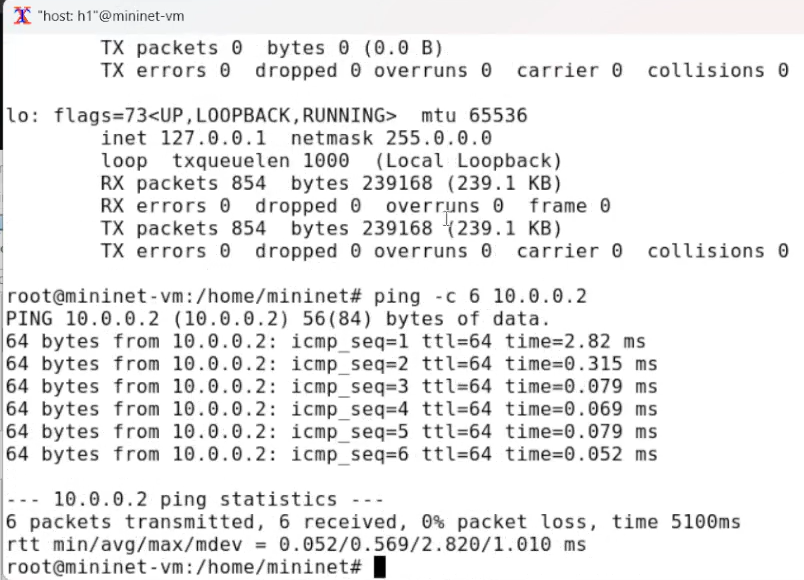 "host: h1"@mininet-vm
TX packets 0  bytes 0 (0.0 B)
TX errors 0  dropped 0 overruns 0  carrier 0  collisions 0
lo: flags=73<UP,LOOPBACK,RUNNING>  mtu 65536
inet 127.0.0.1  netmask 255.0.0.0
loop  txqueuelen 1000  (Local Loopback)
RX packets 854  bytes 239168 (239.1 KB)
RX errors 0  dropped 0  overruns 0  frame 0
TX packets 854  bytes 239168 (239.1 KB)
TX errors 0  dropped 0 overruns 0  carrier 0  collisions 0
root@mininet-vm:/home/mininet# ping -c 6 10.0.0.2
PING 10.0.0.2 (10.0.0.2) 56(84) bytes of data.
64 bytes from 10.0.0.2: icmp_seq=1 ttl=64 time=2.82 ms
64 bytes from 10.0.0.2: icmp_seq=2 ttl=64 time=0.315 ms
64 bytes from 10.0.0.2: icmp_seq=3 ttl=64 time=0.079 ms
64 bytes from 10.0.0.2: icmp_seq=4 ttl=64 time=0.069 ms
64 bytes from 10.0.0.2: icmp_seq=5 ttl=64 time=0.079 ms
64 bytes from 10.0.0.2: icmp_seq=6 ttl=64 time=0.052 ms
--- 10.0.0.2 ping statistics ---
6 packets transmitted, 6 received, 0% packet loss, time 5100ms
rtt min/avg/max/mdev = 0.052/0.569/2.820/1.010 ms
root@mininet-vm:/home/mininet#